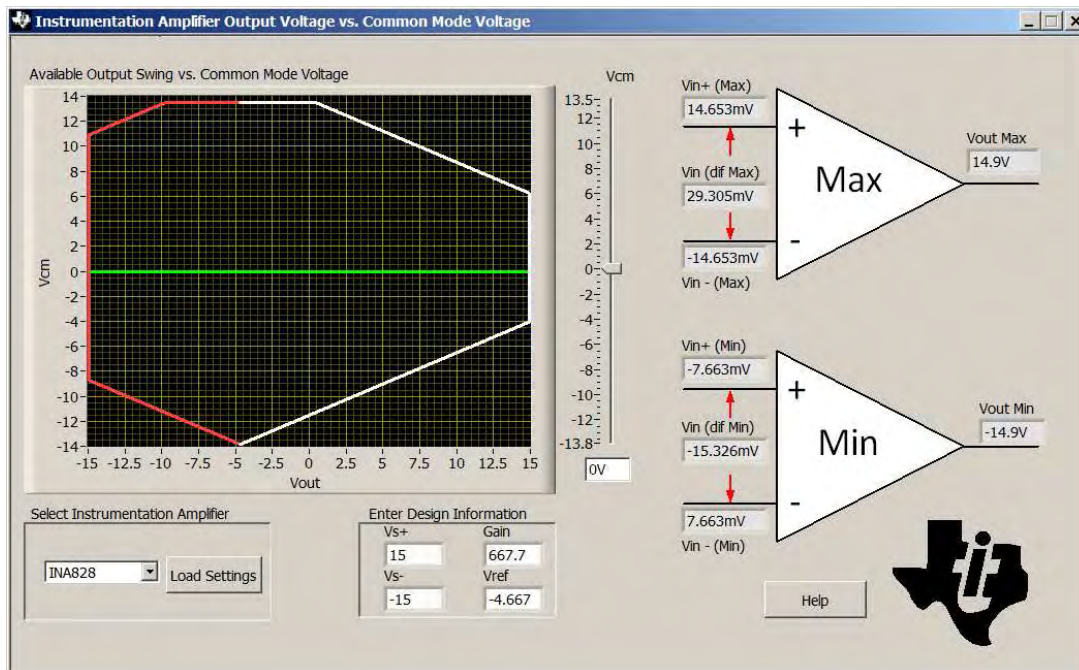 Instrumentation Amplifier Output Voltage vs. Common Mode Voltage
Available Output Swing vs. Common Mode Voltage
Vcm
14
12
10
8
6
4
2
0
-2
-4
-6
-8
-10
-12
-14
-15
-12.5
-10
-7.5
-5
-2.5
0
2.5
5
7.5
10
12.5
15
Vout
Vcm
13.5
12
10
8
6
4
2
0
-2
-4
-6
-8
-10
-12
-13.8
0V
Vin+ (Max)
14.653mV
Vin (dif Max)
29.305mV
-14.653mV
Vin - (Max)
+
-
Max
Vout Max
14.9V
Vin+ (Min)
-7.663mV
Vin (dif Min)
-15.326mV
7.663mV
Vin - (Min)
+
-
Min
Vout Min
-14.9V
Select Instrumentation Amplifier
INA828
Load Settings
Enter Design Information
Vs+ Gain
15 667.7
Vs- Vref
-15 -4.667
Help
ti